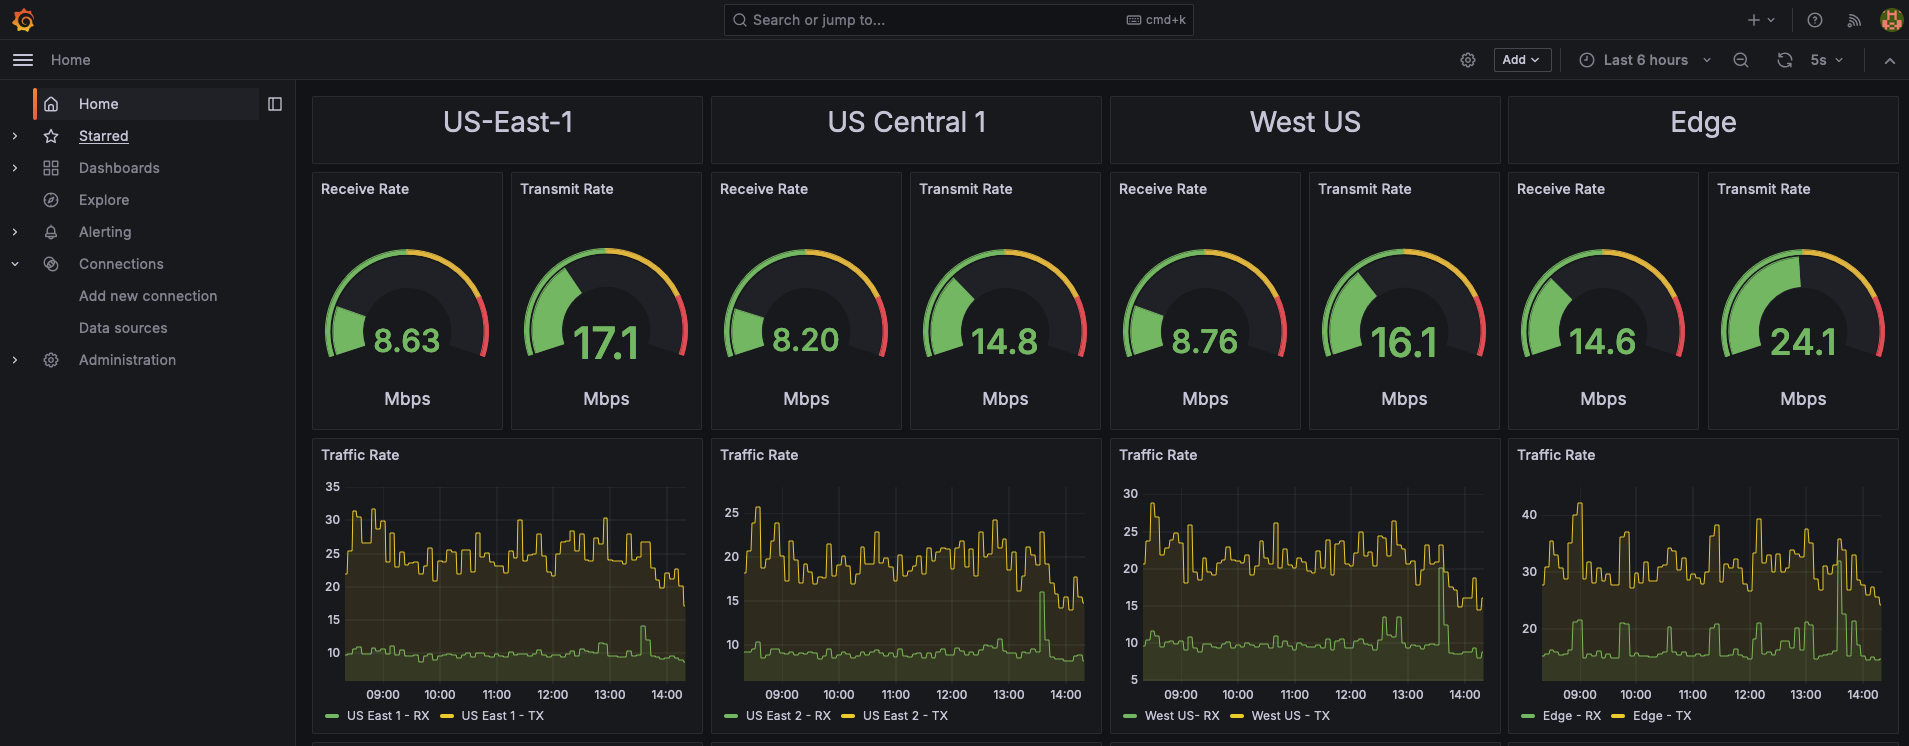 Search or jump to...
cmd+k
Home
Add
Last 6 hours
5s
Home
Starred
Dashboards
Explore
Alerting
Connections
Add new connection
Data sources
Administration
US-East-1
US Central 1
West US
Edge
Receive Rate
Transmit Rate
Receive Rate
Transmit Rate
Receive Rate
Transmit Rate
Receive Rate
Transmit Rate
8.63
17.1
8.20
14.8
8.76
16.1
14.6
24.1
Mbps
Mbps
Mbps
Mbps
Mbps
Mbps
Mbps
Mbps
Traffic Rate
35
30
25
20
15
10
09:00 10:00 11:00 12:00 13:00 14:00
US East 1 - RX US East 1 - TX
Traffic Rate
25
20
15
10
09:00 10:00 11:00 12:00 13:00 14:00
US East 2 - RX US East 2 - TX
Traffic Rate
30
25
20
15
10
5
09:00 10:00 11:00 12:00 13:00 14:00
West US- RX West US - TX
Traffic Rate
40
30
20
09:00 10:00 11:00 12:00 13:00 14:00
Edge - RX Edge - TX